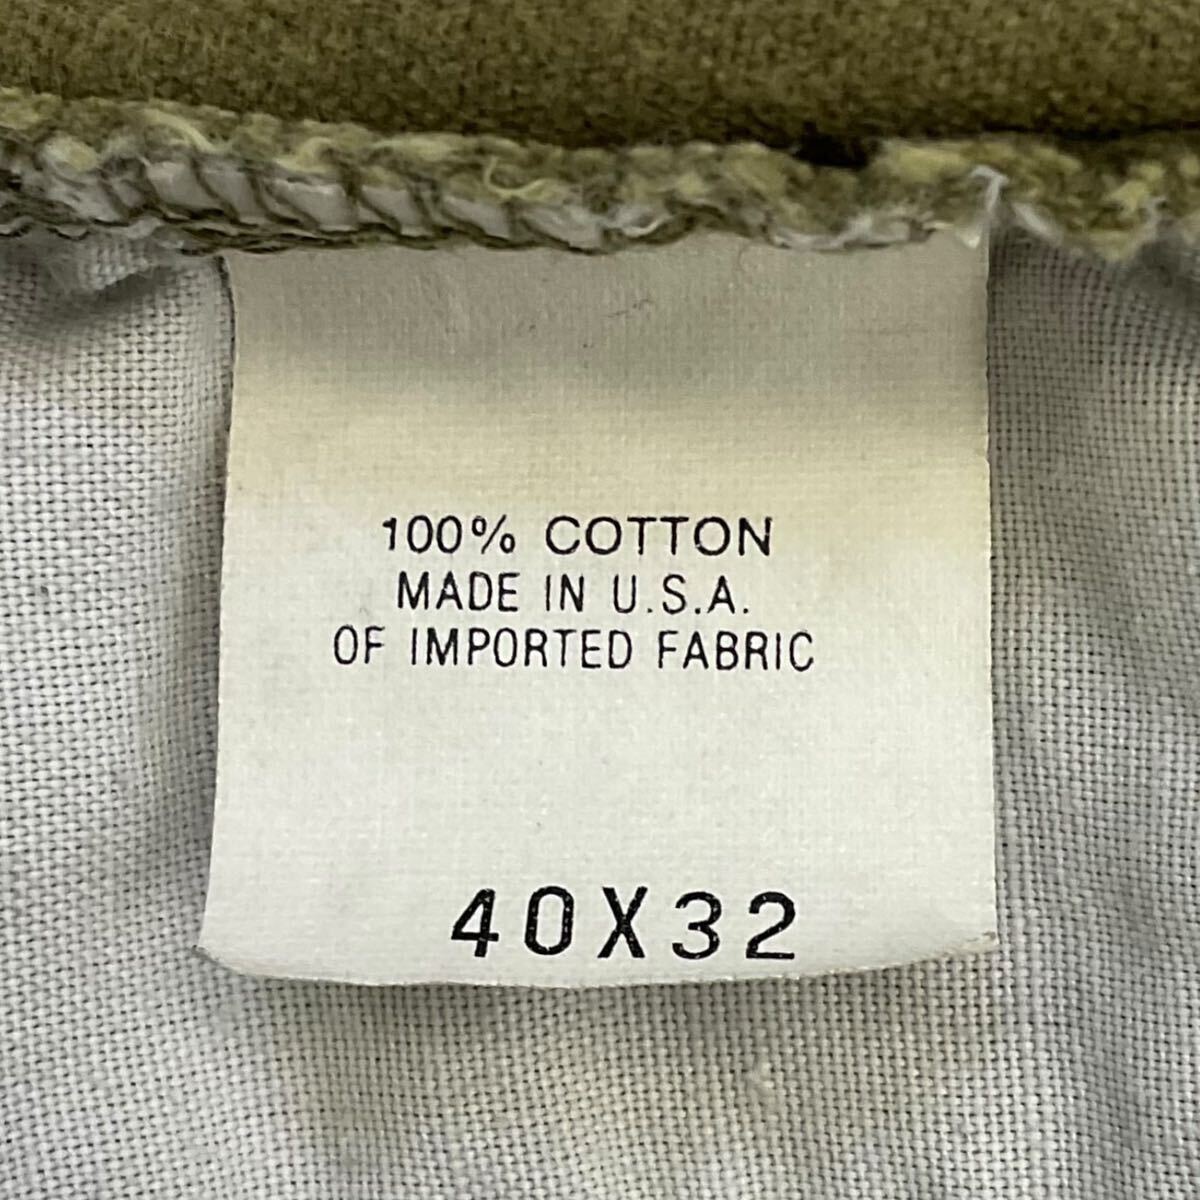 100% COTTON
MADE IN U.S.A.
OF IMPORTED FABRIC
40X32